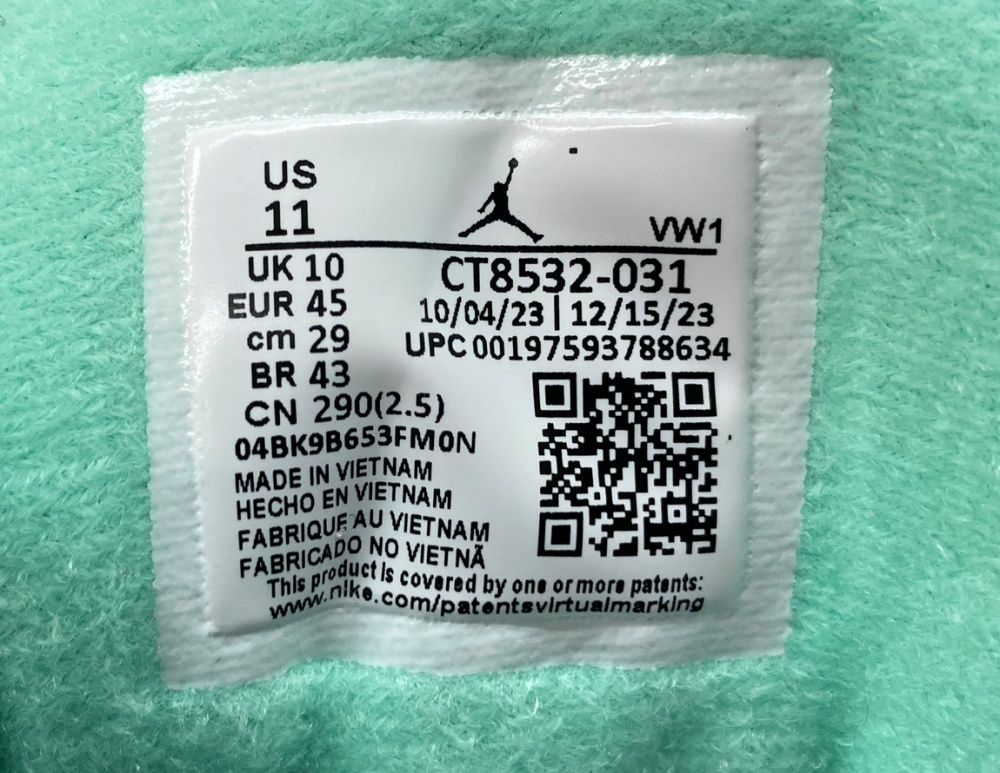 US
11
VW1
UK 10
CT8532-031
EUR 45
10/04/23 | 12/15/23
cm 29
UPC 00197593788634
BR 43
CN 290(2.5)
04BK9B653FM0N
MADE IN VIETNAM
HECHO EN VIETNAM
FABRIQUE AU VIETNAM
FABRICADO NO VIETNÃ
This product is covered by one or more patents:
www.nike.com/patentsvirtualmarking